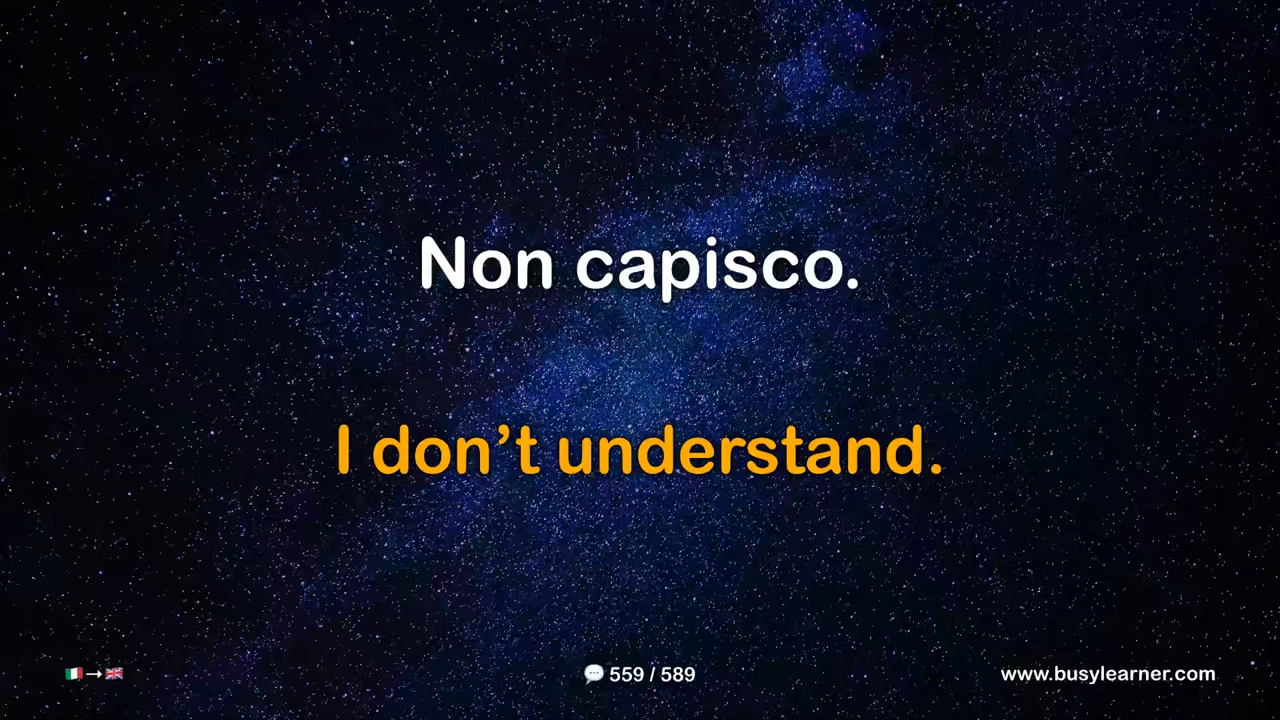 Non capisco.
I don’t understand.
🇮🇹→🇬🇧
💬 559 / 589
www.busylearner.com